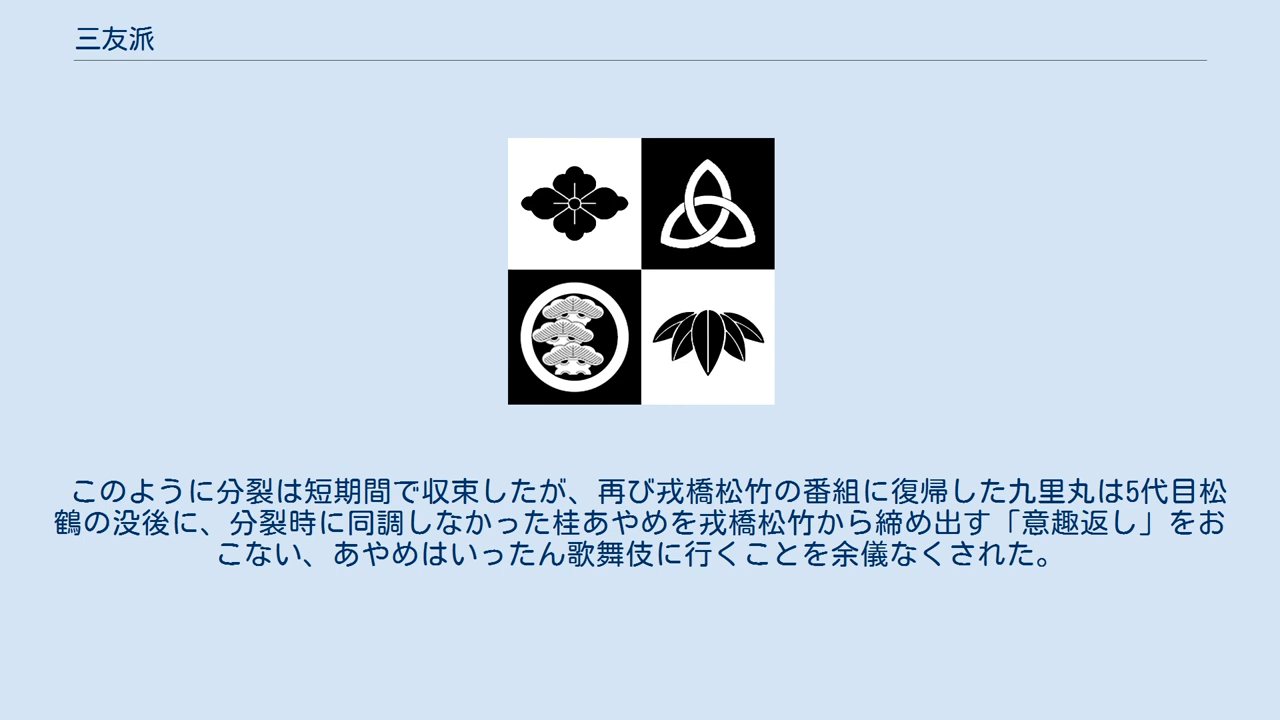 三友派
このように分裂は短期間で収束したが、再び戎橋松竹の番組に復帰した九里丸は5代目松
鶴の没後に、分裂時に同調しなかった桂あやめを戎橋松竹から締め出す「意趣返し」をお
こない、あやめはいったん歌舞伎に行くことを余儀なくされた。